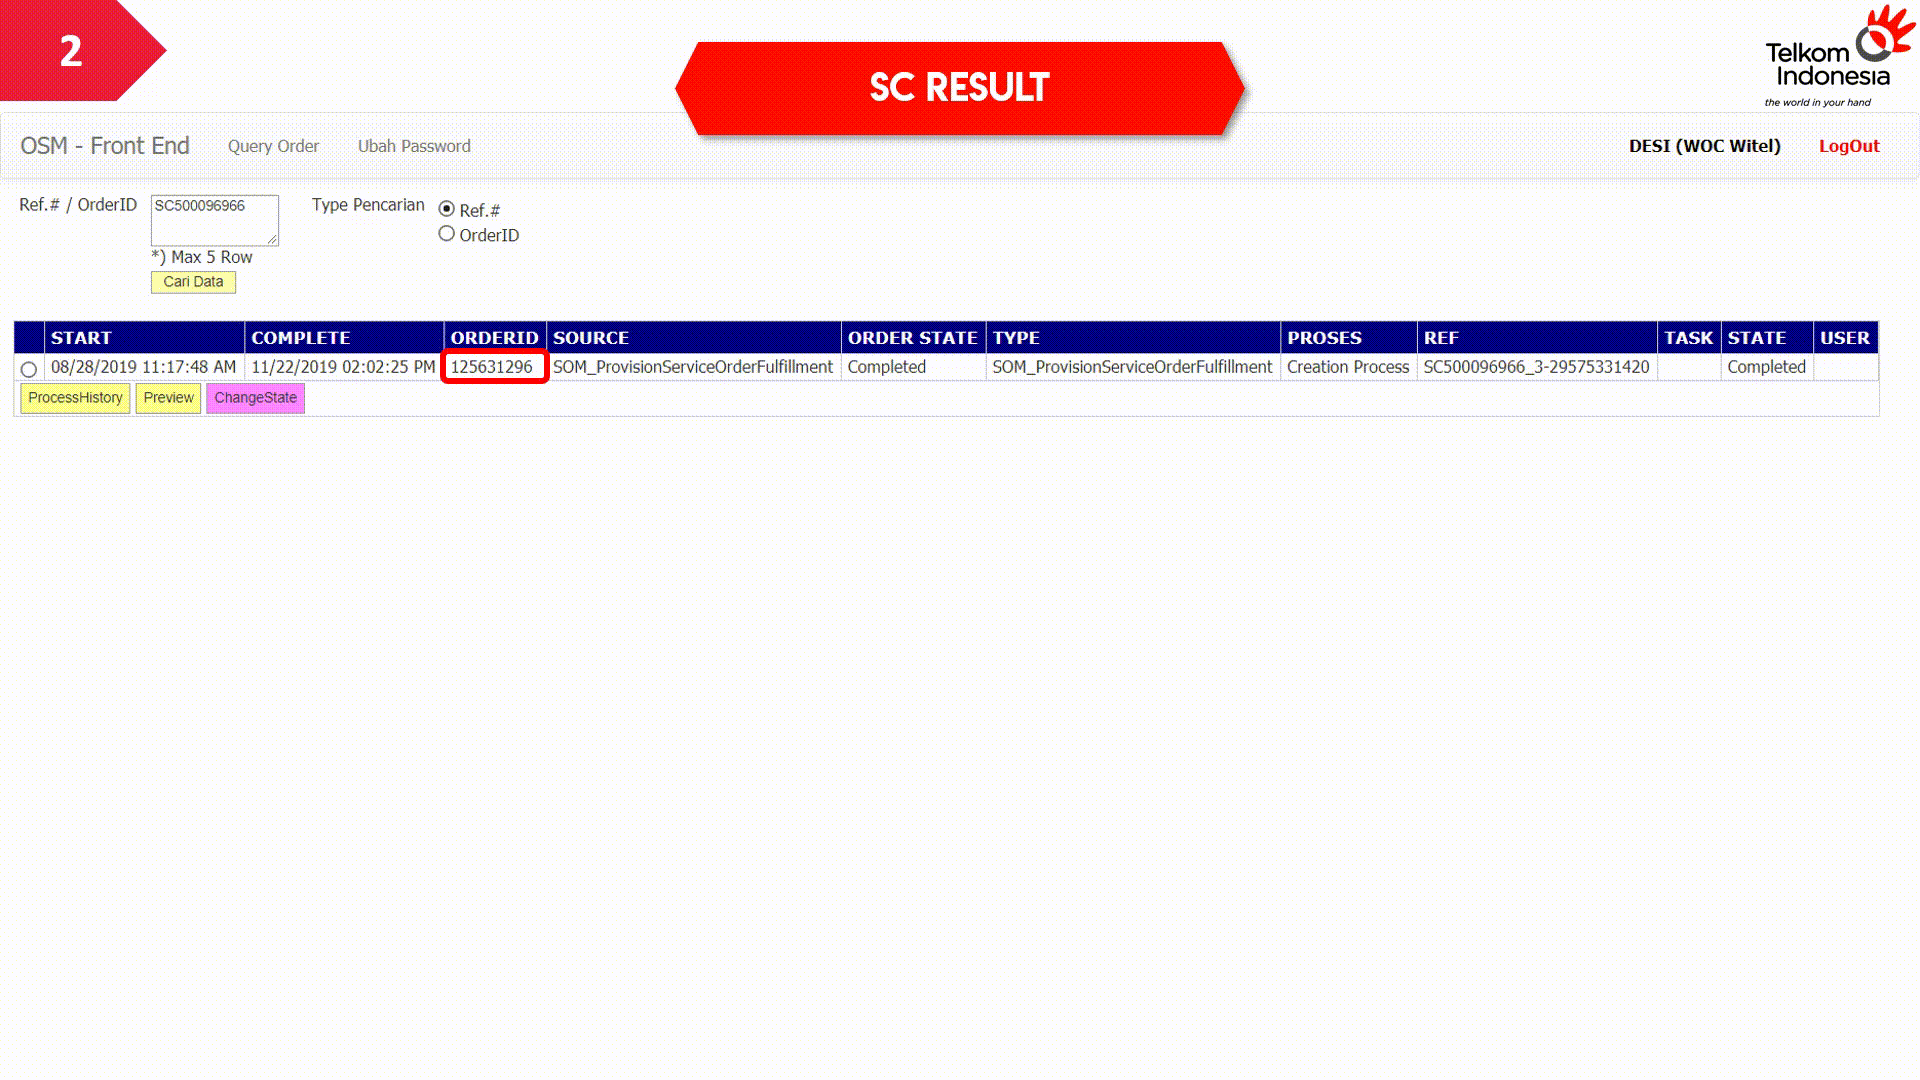 2
SC RESULT
Telkom
Indonesia
the world in your hand
OSM - Front End Query Order Ubah Password DESI (WOC Witel) LogOut
Ref.# / OrderID SC500096966 Type Pencarian Ref.#
OrderID
*) Max 5 Row
Cari Data
START COMPLETE ORDERID SOURCE ORDER STATE TYPE PROSES REF TASK STATE USER
08/28/2019 11:17:48 AM 11/22/2019 02:02:25 PM 125631296 SOM_ProvisionServiceOrderFulfillment Completed SOM_ProvisionServiceOrderFulfillment Creation Process SC500096966_3-29575331420 Completed
ProcessHistory Preview ChangeState